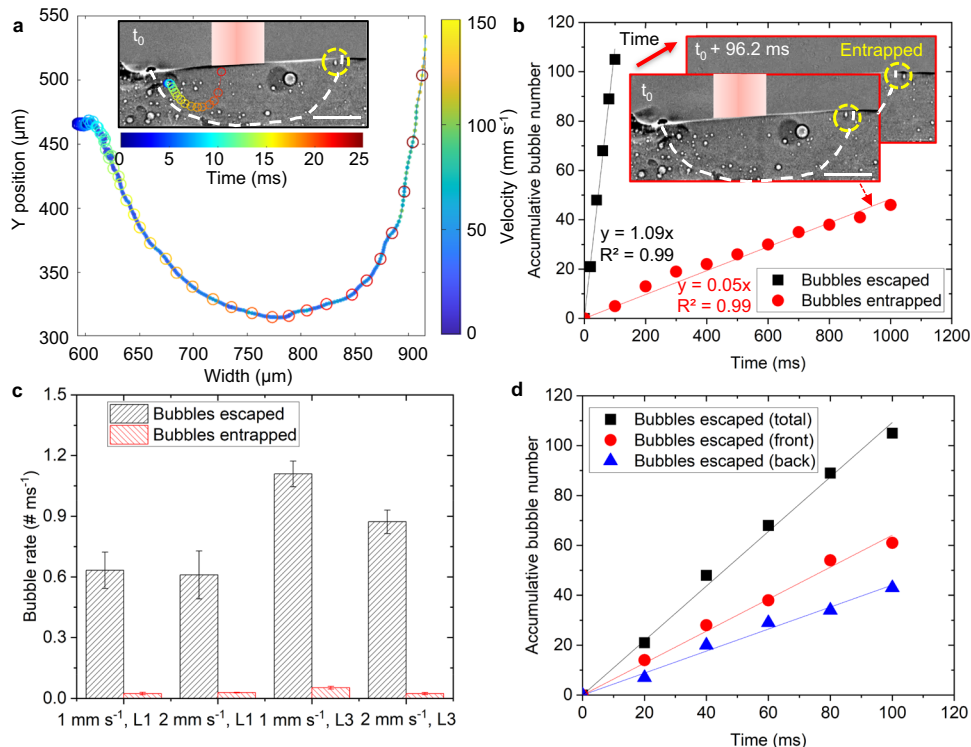 a
550
500
450
400
350
300
Y position (µm)
600
650
700
750
800
850
900
Width (µm)
t0
0
5
10
15
20
25
Time (ms)
150
100
50
0
Velocity (mm s-1)
b
120
100
80
60
40
20
0
Accumulative bubble number
Time
t0 + 96.2 ms
Entrapped
t0
y = 1.09x
R² = 0.99
y = 0.05x
R² = 0.99
Bubbles escaped
Bubbles entrapped
0
200
400
600
800
1000
1200
Time (ms)
c
1.5
1.2
0.9
0.6
0.3
0.0
Bubble rate (# ms-1)
Bubbles escaped
Bubbles entrapped
1 mm s-1, L1
2 mm s-1, L1
1 mm s-1, L3
2 mm s-1, L3
d
120
100
80
60
40
20
0
Accumulative bubble number
Bubbles escaped (total)
Bubbles escaped (front)
Bubbles escaped (back)
0
20
40
60
80
100
120
Time (ms)